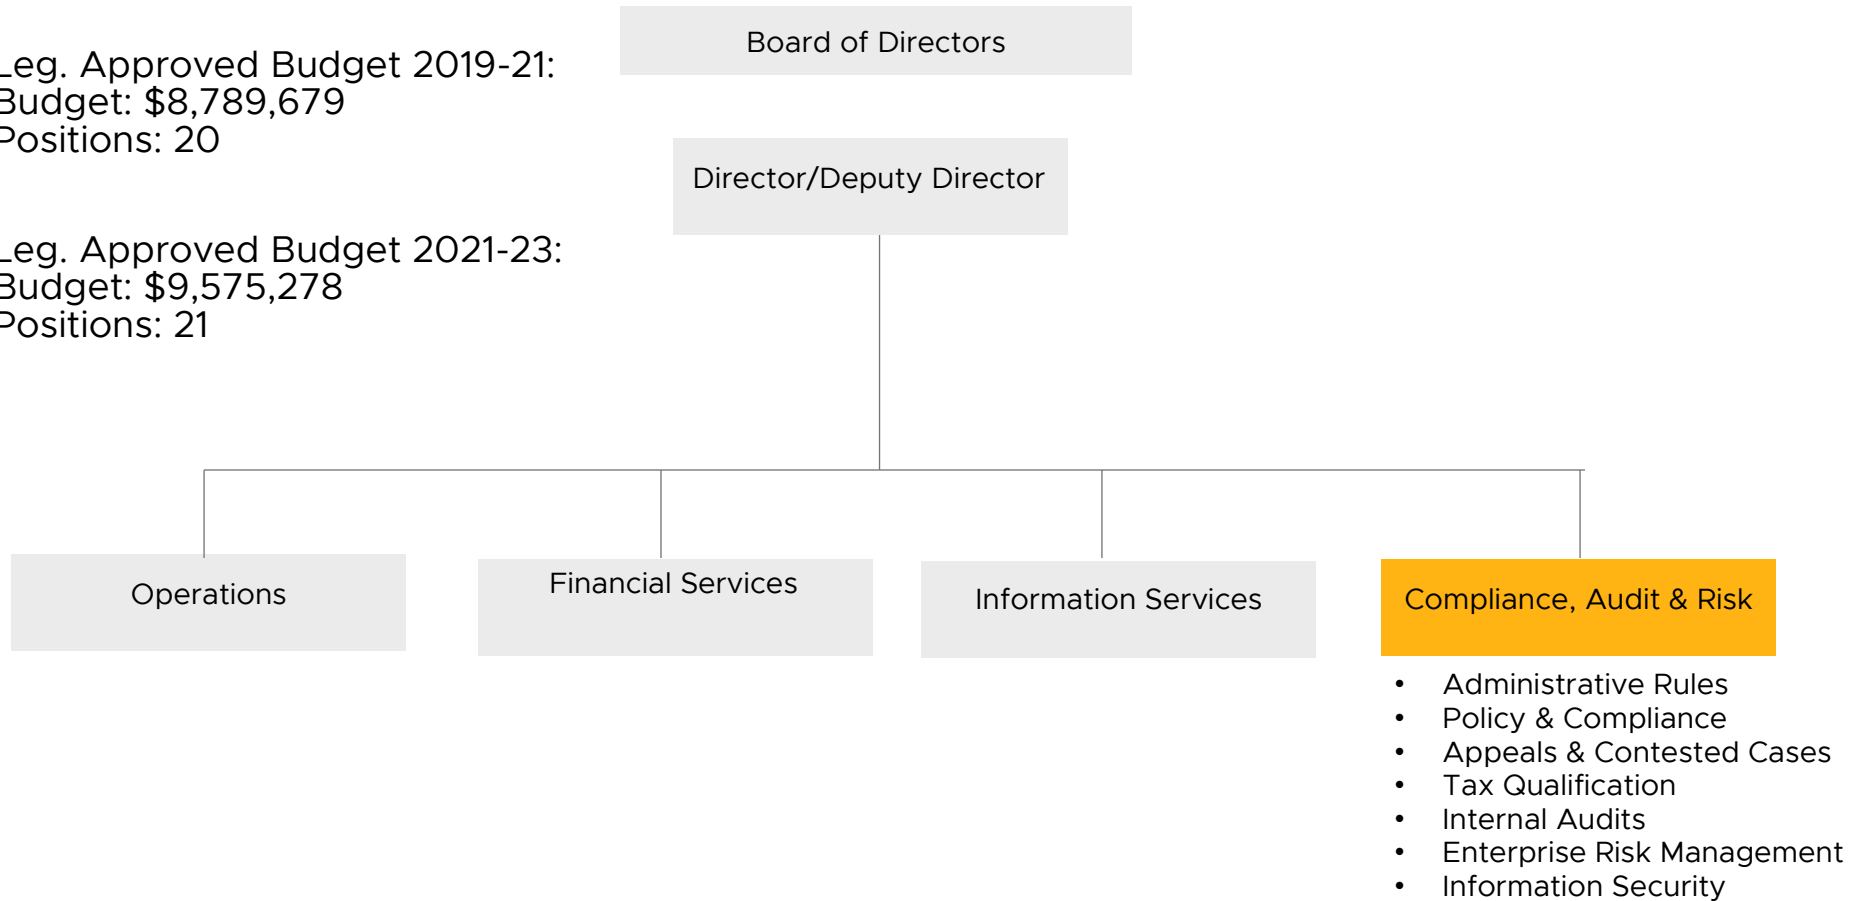 Board of Directors
Leg. Approved Budget 2019-21:
Budget: $8,789,679
Positions: 20
Director/Deputy Director
Leg. Approved Budget 2021-23:
Budget: $9,575,278
Positions: 21
Operations
Financial Services
Information Services
Compliance, Audit & Risk
• Administrative Rules
• Policy & Compliance
• Appeals & Contested Cases
• Tax Qualification
• Internal Audits
• Enterprise Risk Management
• Information Security